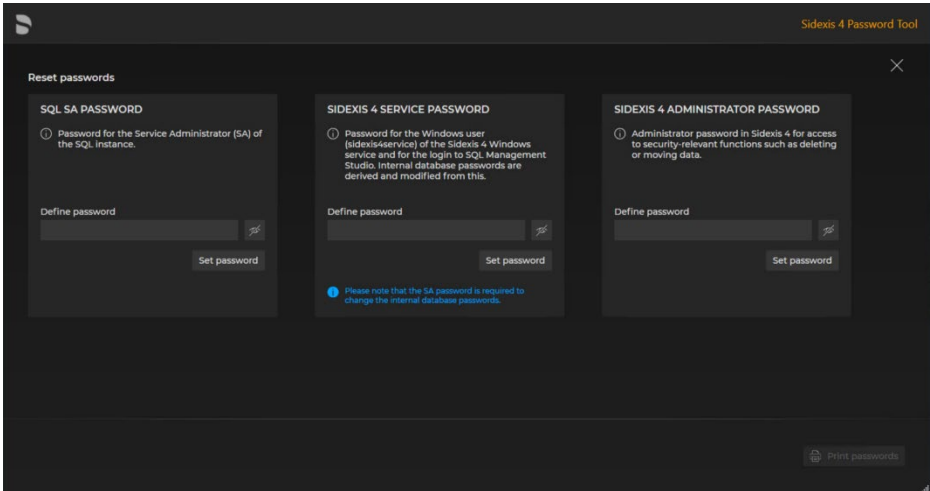 Sidexis 4 Password Tool
Reset passwords
SQL SA PASSWORD
Password for the Service Administrator (SA) of
the SQL instance.
Define password
Set password
SIDEXIS 4 SERVICE PASSWORD
Password for the Windows user
(sidexis4service) of the Sidexis 4 Windows
service and for the login to SQL Management
Studio. Internal database passwords are
derived and modified from this.
Define password
Set password
Please note that the SA password is required to
change the internal database passwords.
SIDEXIS 4 ADMINISTRATOR PASSWORD
Administrator password in Sidexis 4 for access
to security-relevant functions such as deleting
or moving data.
Define password
Set password
Print passwords